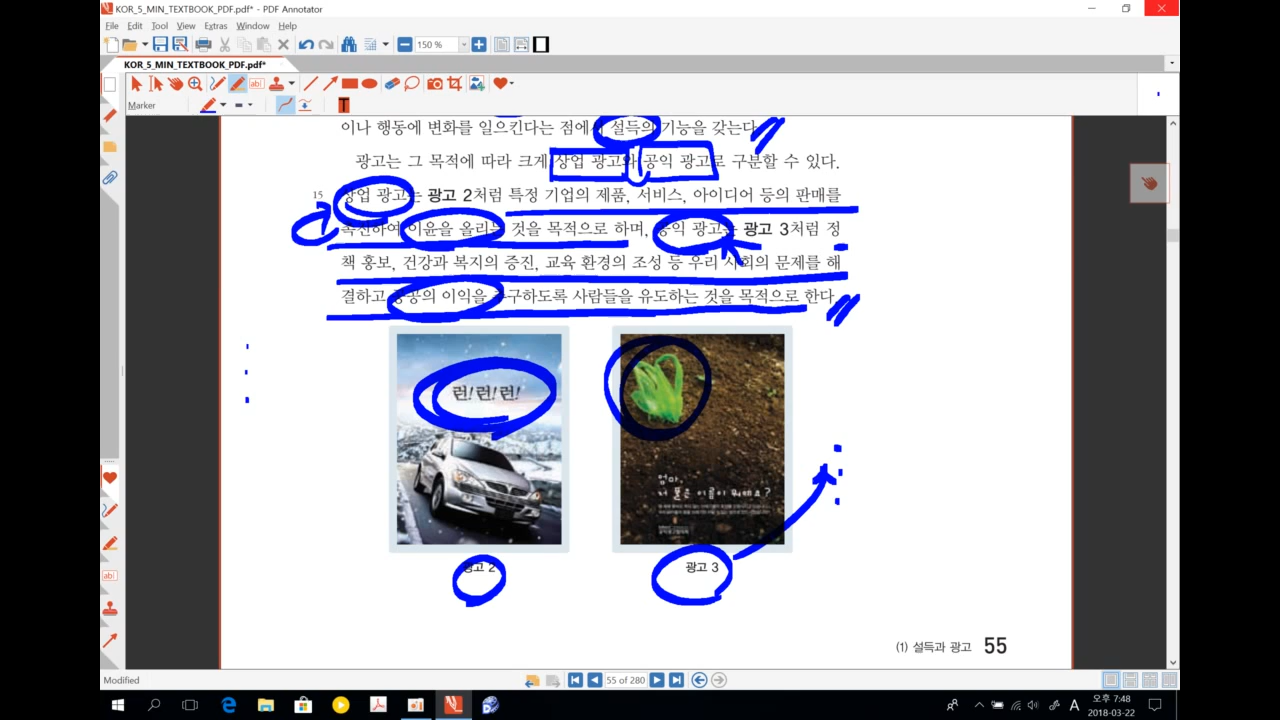 KOR_5_MIN_TEXTBOOK_PDF.pdf* - PDF Annotator
File Edit Tool View Extras Window Help
150 %
KOR_5_MIN_TEXTBOOK_PDF.pdf*
Marker
이나 행동에 변화를 일으킨다는 점에서 설득의 기능을 갖는다.
광고는 그 목적에 따라 크게 상업 광고와 공익 광고로 구분할 수 있다.
15 상업 광고는 광고 2처럼 특정 기업의 제품, 서비스, 아이디어 등의 판매를
촉진하여 이윤을 올리는 것을 목적으로 하며, 공익 광고는 광고 3처럼 정
책 홍보, 건강과 복지의 증진, 교육 환경의 조성 등 우리 사회의 문제를 해
결하고 공공의 이익을 추구하도록 사람들을 유도하는 것을 목적으로 한다.
런!런!런!
엄마,
저 풀은 이름이 뭐예요?
광고 2
광고 3
(1) 설득과 광고 55
Modified
55 of 280
A
오후 7:48
2018-03-22